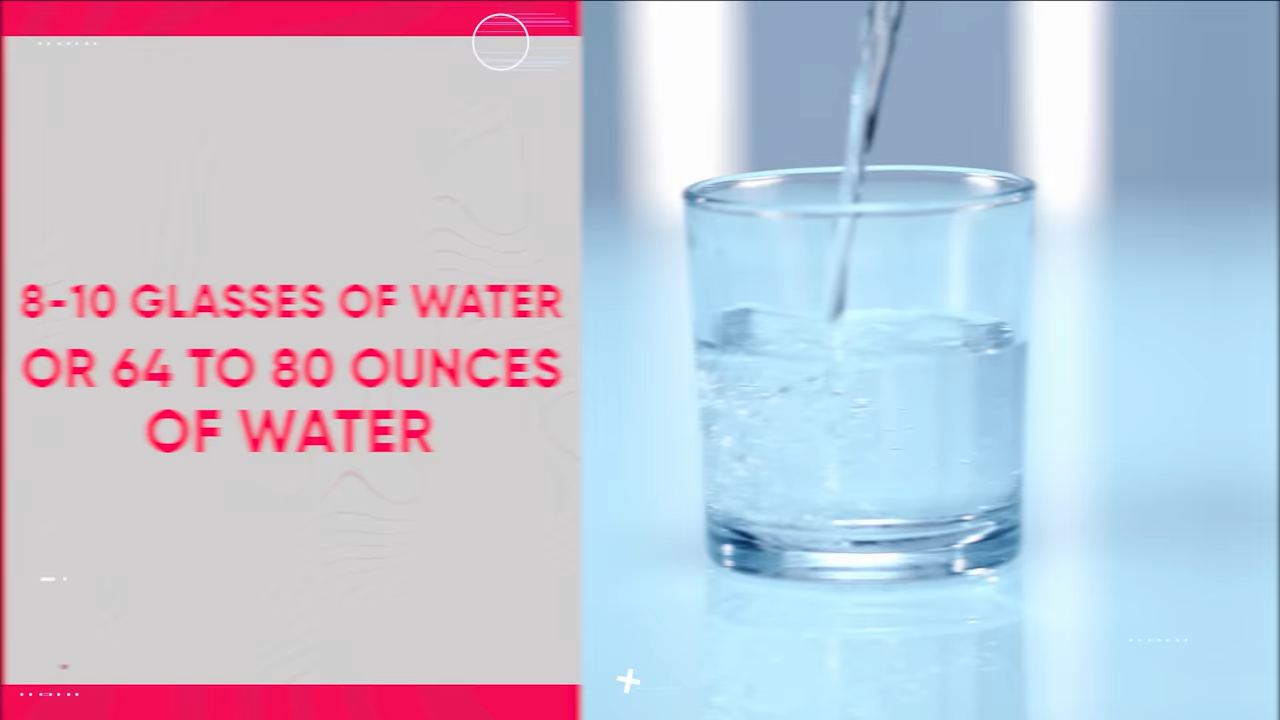 8-10 GLASSES OF WATER
OR 64 TO 80 OUNCES
OF WATER